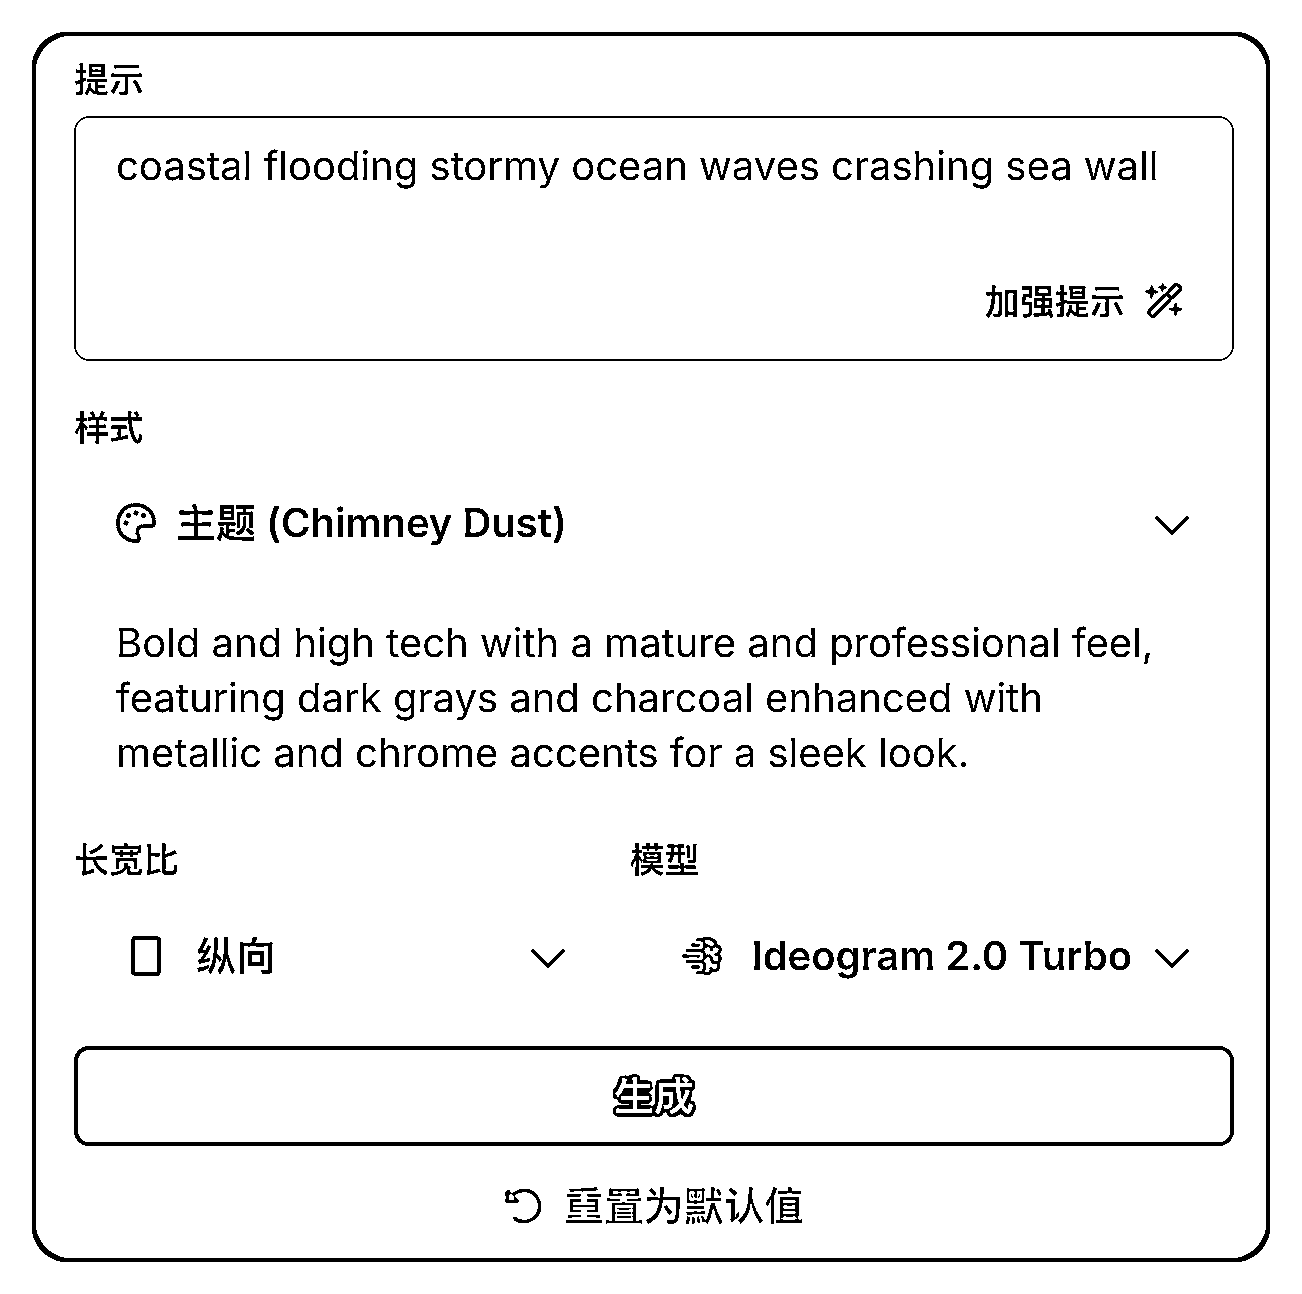 提示
coastal flooding stormy ocean waves crashing sea wall
加强提示
样式
主题 (Chimney Dust)
Bold and high tech with a mature and professional feel,
featuring dark grays and charcoal enhanced with
metallic and chrome accents for a sleek look.
长宽比
模型
纵向
Ideogram 2.0 Turbo
生成
重置为默认值